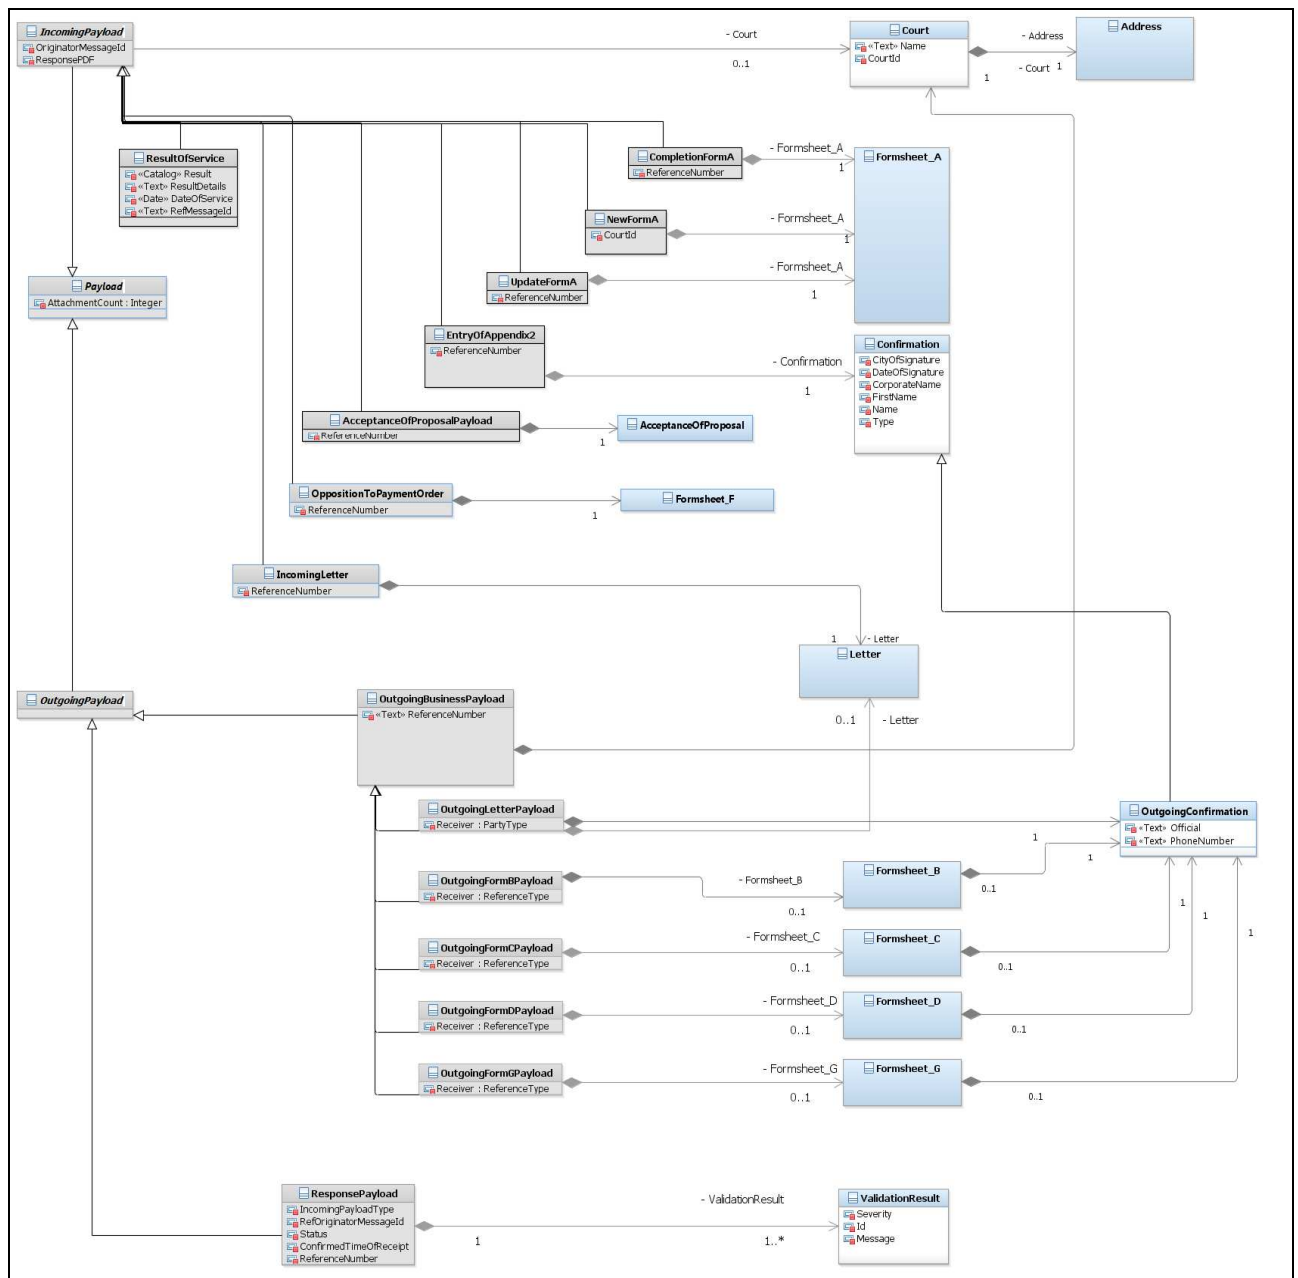 IncomingPayload
OriginatorMessageId
ResponsePDF
- Court
0..1
Court
«Text» Name
CourtId
- Address
1
- Court 1
Address
ResultOfService
«Catalog» Result
«Text» ResultDetails
«Date» DateOfService
«Text» RefMessageId
CompletionFormA
ReferenceNumber
- Formsheet_A
1
Formsheet_A
NewFormA
CourtId
- Formsheet_A
1
UpdateFormA
ReferenceNumber
- Formsheet_A
1
Payload
AttachmentCount : Integer
EntryOfAppendix2
ReferenceNumber
- Confirmation
1
Confirmation
CityOfSignature
DateOfSignature
CorporateName
FirstName
Name
Type
AcceptanceOfProposalPayload
ReferenceNumber
1
AcceptanceOfProposal
OppositionToPaymentOrder
ReferenceNumber
1
Formsheet_F
IncomingLetter
ReferenceNumber
1
- Letter
Letter
0..1
- Letter
OutgoingPayload
OutgoingBusinessPayload
«Text» ReferenceNumber
OutgoingLetterPayload
Receiver : PartyType
OutgoingConfirmation
«Text» Official
«Text» PhoneNumber
1
1
OutgoingFormBPayload
Receiver : ReferenceType
- Formsheet_B
0..1
Formsheet_B
0..1
1
1
1
OutgoingFormCPayload
Receiver : ReferenceType
- Formsheet_C
0..1
Formsheet_C
0..1
OutgoingFormDPayload
Receiver : ReferenceType
- Formsheet_D
0..1
Formsheet_D
0..1
OutgoingFormGPayload
Receiver : ReferenceType
- Formsheet_G
0..1
Formsheet_G
0..1
ResponsePayload
IncomingPayloadType
RefOriginatorMessageId
Status
ConfirmedTimeOfReceipt
ReferenceNumber
1
- ValidationResult
1..*
ValidationResult
Severity
Id
Message